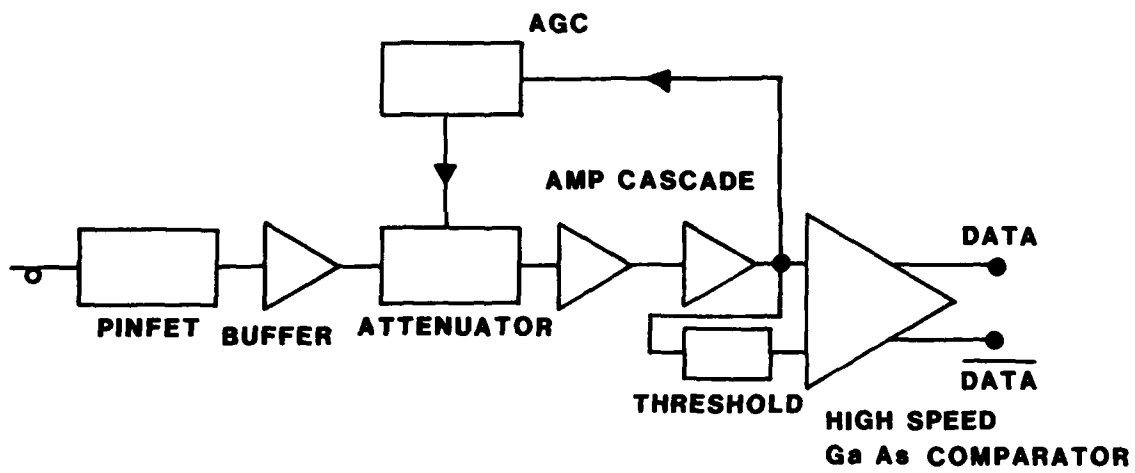 AGC
AMP CASCADE
DATA
PINFET
BUFFER
ATTENUATOR
THRESHOLD
DATA
HIGH SPEED
Ga As COMPARATOR